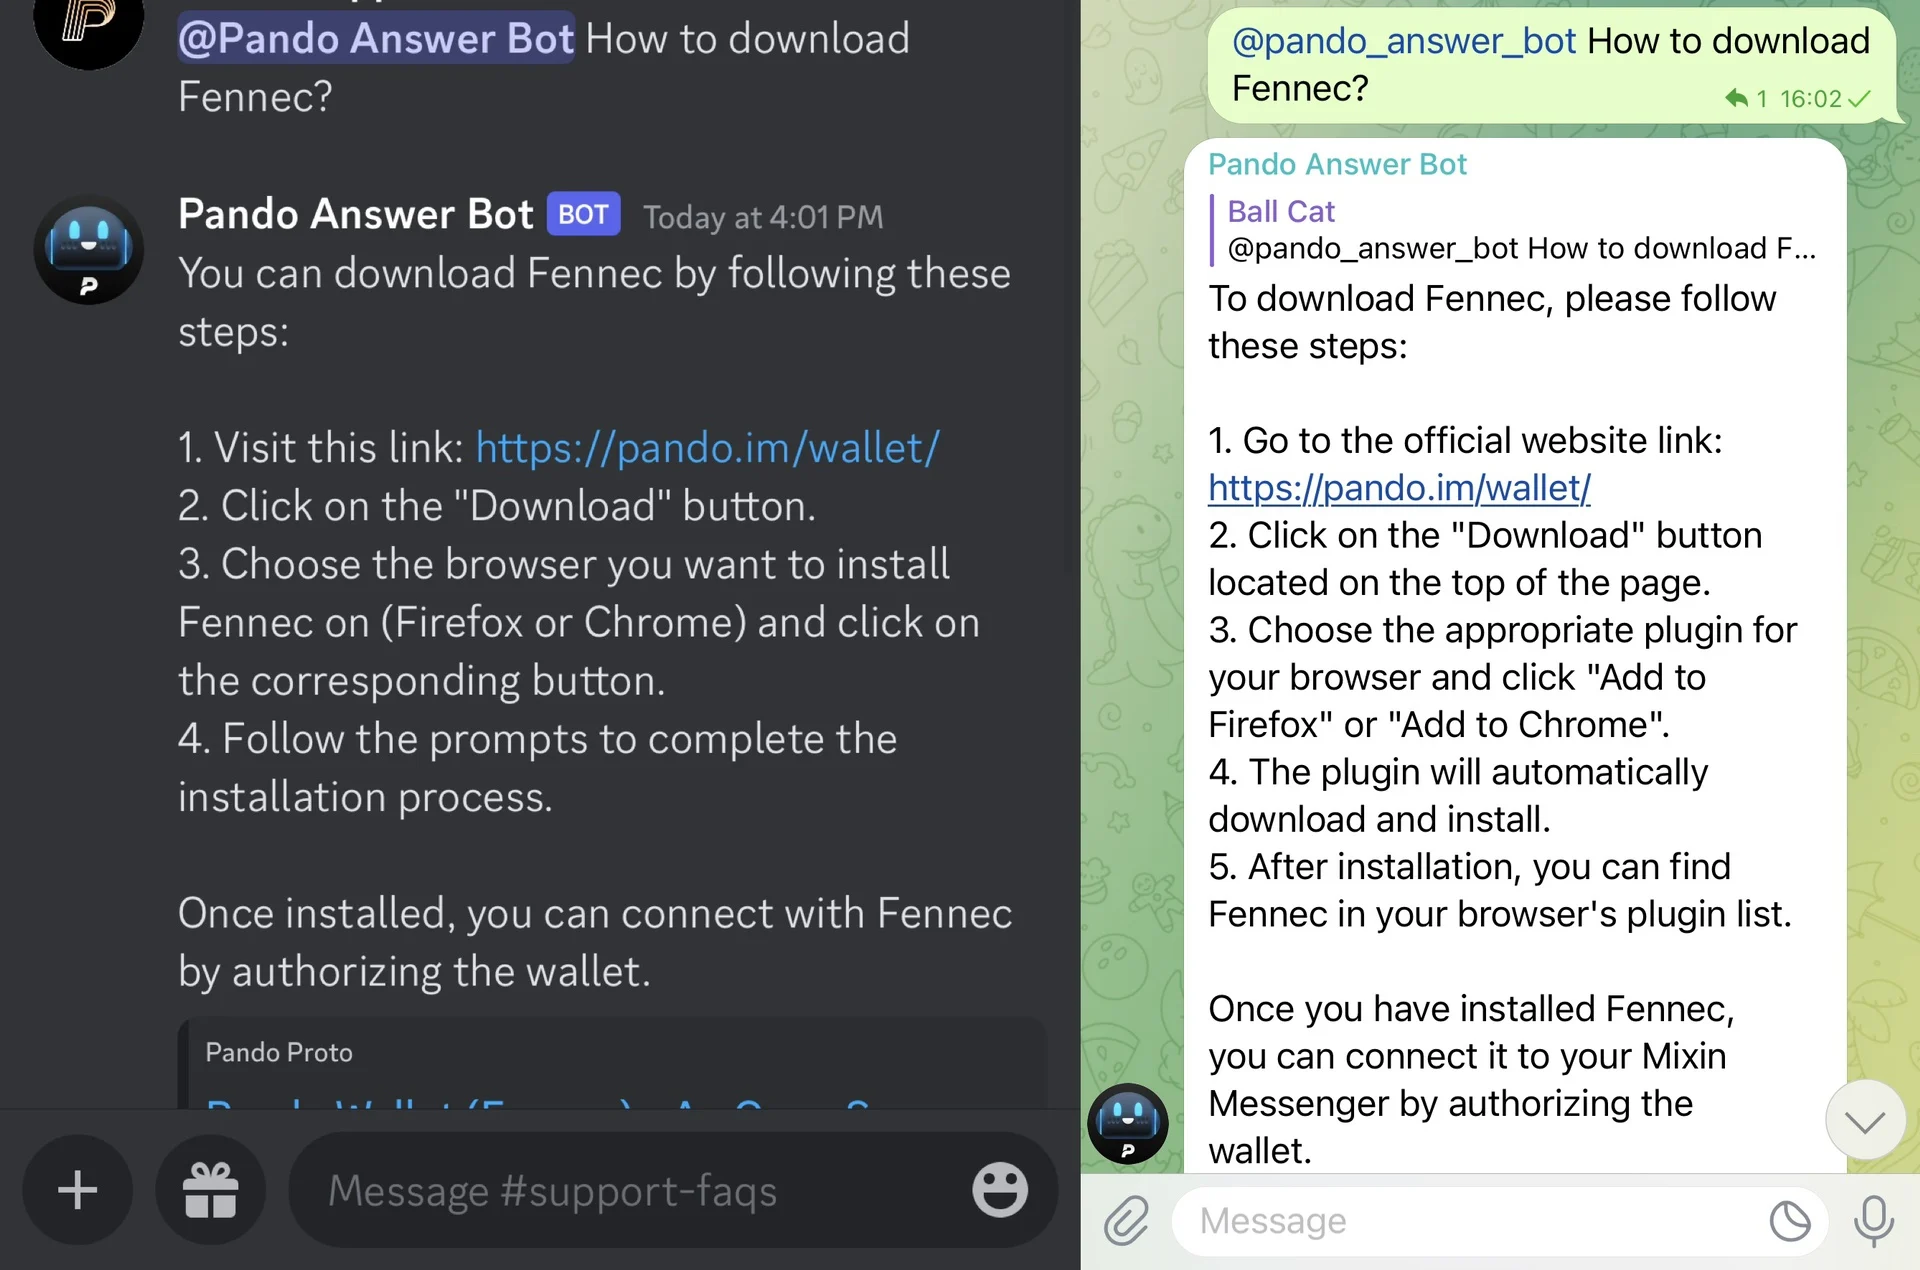 @Pando Answer Bot How to download
Fennec?
Pando Answer Bot BOT Today at 4:01 PM
You can download Fennec by following these
steps:
1. Visit this link: https://pando.im/wallet/
2. Click on the "Download" button.
3. Choose the browser you want to install
Fennec on (Firefox or Chrome) and click on
the corresponding button.
4. Follow the prompts to complete the
installation process.
Once installed, you can connect with Fennec
by authorizing the wallet.
Pando Proto
Message #support-faqs
@pando_answer_bot How to download
Fennec?
1 16:02
Pando Answer Bot
Ball Cat
@pando_answer_bot How to download F...
To download Fennec, please follow
these steps:
1. Go to the official website link:
https://pando.im/wallet/
2. Click on the "Download" button
located on the top of the page.
3. Choose the appropriate plugin for
your browser and click "Add to
Firefox" or "Add to Chrome".
4. The plugin will automatically
download and install.
5. After installation, you can find
Fennec in your browser's plugin list.
Once you have installed Fennec,
you can connect it to your Mixin
Messenger by authorizing the
wallet.
Message